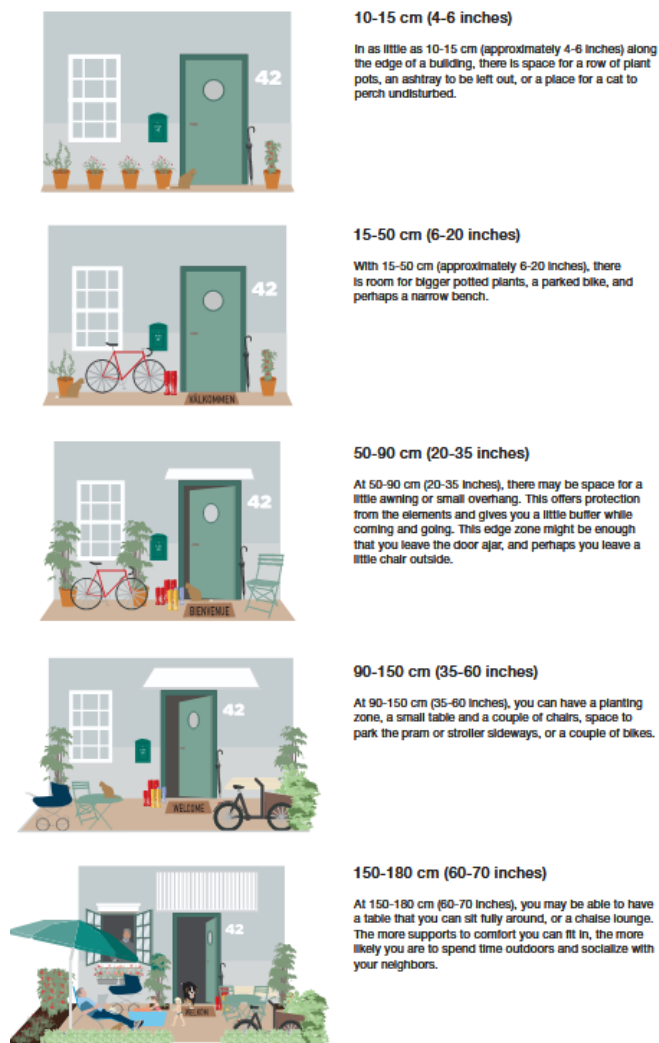 10-15 cm (4-6 inches)
In as little as 10-15 cm (approximately 4-6 inches) along
the edge of a building, there is space for a row of plant
pots, an ashtray to be left out, or a place for a cat to
perch undisturbed.
42
15-50 cm (6-20 inches)
With 15-50 cm (approximately 6-20 inches), there
is room for bigger potted plants, a parked bike, and
perhaps a narrow bench.
42
VÄLKOMMEN
50-90 cm (20-35 inches)
At 50-90 cm (20-35 inches), there may be space for a
little awning or small overhang. This offers protection
from the elements and gives you a little buffer while
coming and going. This edge zone might be enough
that you leave the door ajar, and perhaps you leave a
little chair outside.
42
BIENVENUE
90-150 cm (35-60 inches)
At 90-150 cm (35-60 inches), you can have a planting
zone, a small table and a couple of chairs, space to
park the pram or stroller sideways, or a couple of bikes.
42
WELCOME
150-180 cm (60-70 inches)
At 150-180 cm (60-70 inches), you may be able to have
a table that you can sit fully around, or a chaise lounge.
The more supports to comfort you can fit in, the more
likely you are to spend time outdoors and socialize with
your neighbors.
42